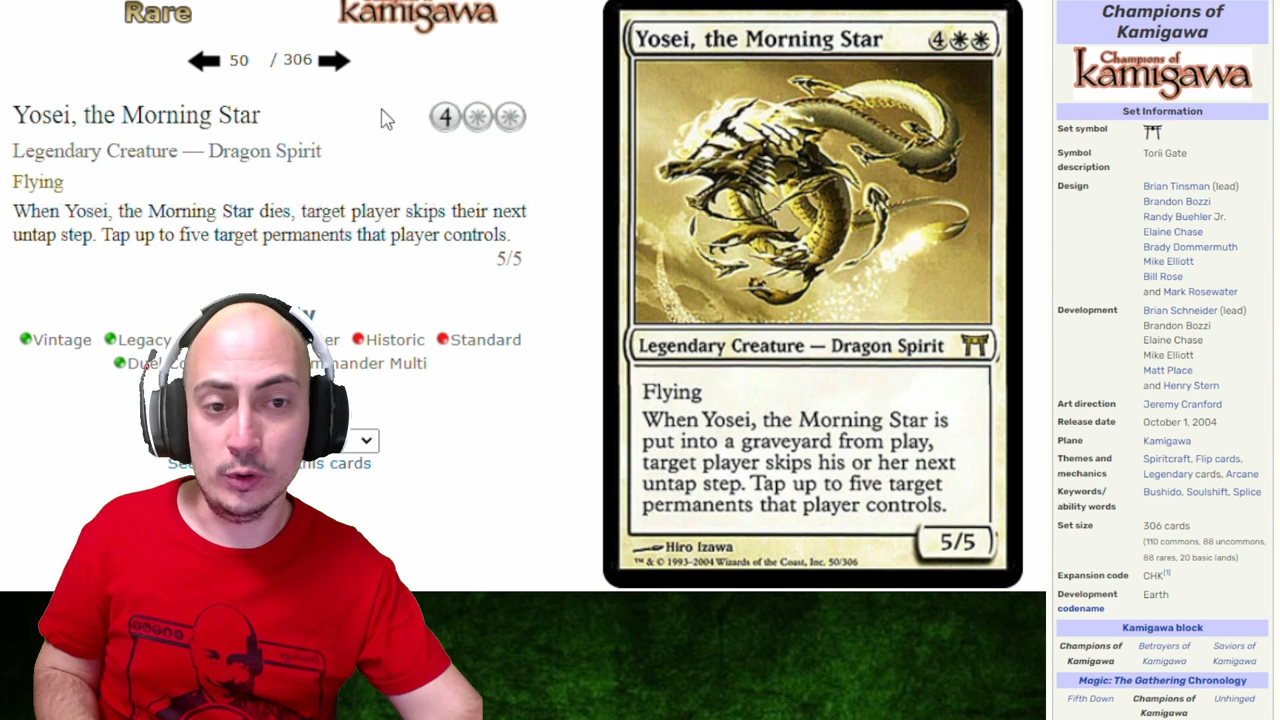 Rare
kamigawa
50 / 306
Yosei, the Morning Star
4
Legendary Creature — Dragon Spirit
Flying
When Yosei, the Morning Star dies, target player skips their next
untap step. Tap up to five target permanents that player controls.
5/5
Vintage Legacy Historic Standard
mander Multi
this cards
Yosei, the Morning Star 4
Legendary Creature — Dragon Spirit
Flying
When Yosei, the Morning Star is
put into a graveyard from play,
target player skips his or her next
untap step. Tap up to five target
permanents that player controls.
5/5
Hiro Izawa
™ & © 1993–2004 Wizards of the Coast, Inc. 50/306
Champions of
Kamigawa
Champions of
kamigawa
Set Information
Set symbol
Symbol description Torii Gate
Design Brian Tinsman (lead)
Brandon Bozzi
Randy Buehler Jr.
Elaine Chase
Brady Dommermuth
Mike Elliott
Bill Rose
and Mark Rosewater
Development Brian Schneider (lead)
Brandon Bozzi
Elaine Chase
Mike Elliott
Matt Place
and Henry Stern
Art direction Jeremy Cranford
Release date October 1, 2004
Plane Kamigawa
Themes and Spiritcraft, Flip cards,
mechanics Legendary cards, Arcane
Keywords/ Bushido, Soulshift, Splice
ability words
Set size 306 cards
(110 commons, 88 uncommons,
88 rares, 20 basic lands)
Expansion code CHK[1]
Development Earth
codename
Kamigawa block
Champions of Betrayers of Saviors of
Kamigawa Kamigawa Kamigawa
Magic: The Gathering Chronology
Fifth Dawn Champions of Unhinged
Kamigawa